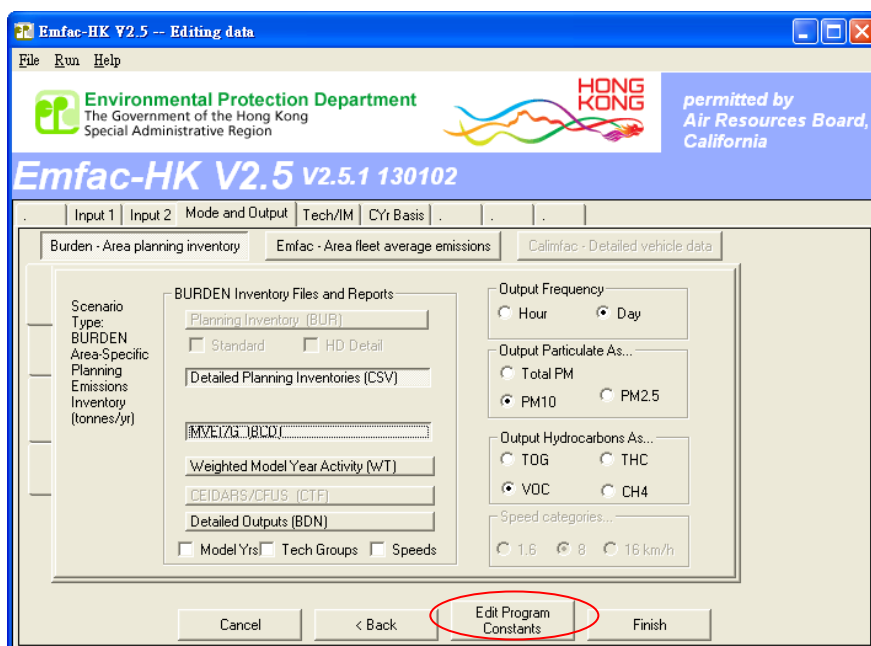 Emfac-HK V2.5 -- Editing data
File Run Help
Environmental Protection Department
The Government of the Hong Kong
Special Administrative Region
HONG
KONG
permitted by
Air Resources Board,
California
Emfac-HK V2.5 V2.5.1 130102
. Input 1 Input 2 Mode and Output Tech/IM CYr Basis . . .
Burden - Area planning inventory Emfac - Area fleet average emissions Calimfac - Detailed vehicle data
Scenario
Type:
BURDEN
Area-Specific
Planning
Emissions
Inventory
(tonnes/yr)
BURDEN Inventory Files and Reports
Planning Inventory (BUR)
Standard HD Detail
Detailed Planning Inventories (CSV)
MVEI7G (BCD)
Weighted Model Year Activity (WT)
CEIDARS/CFUS (CTF)
Detailed Outputs (BDN)
Model Yrs Tech Groups Speeds
Output Frequency
Hour Day
Output Particulate As...
Total PM
PM10 PM2.5
Output Hydrocarbons As...
TOG THC
VOC CH4
Speed categories...
1.6 8 16 km/h
Cancel < Back Edit Program Constants Finish